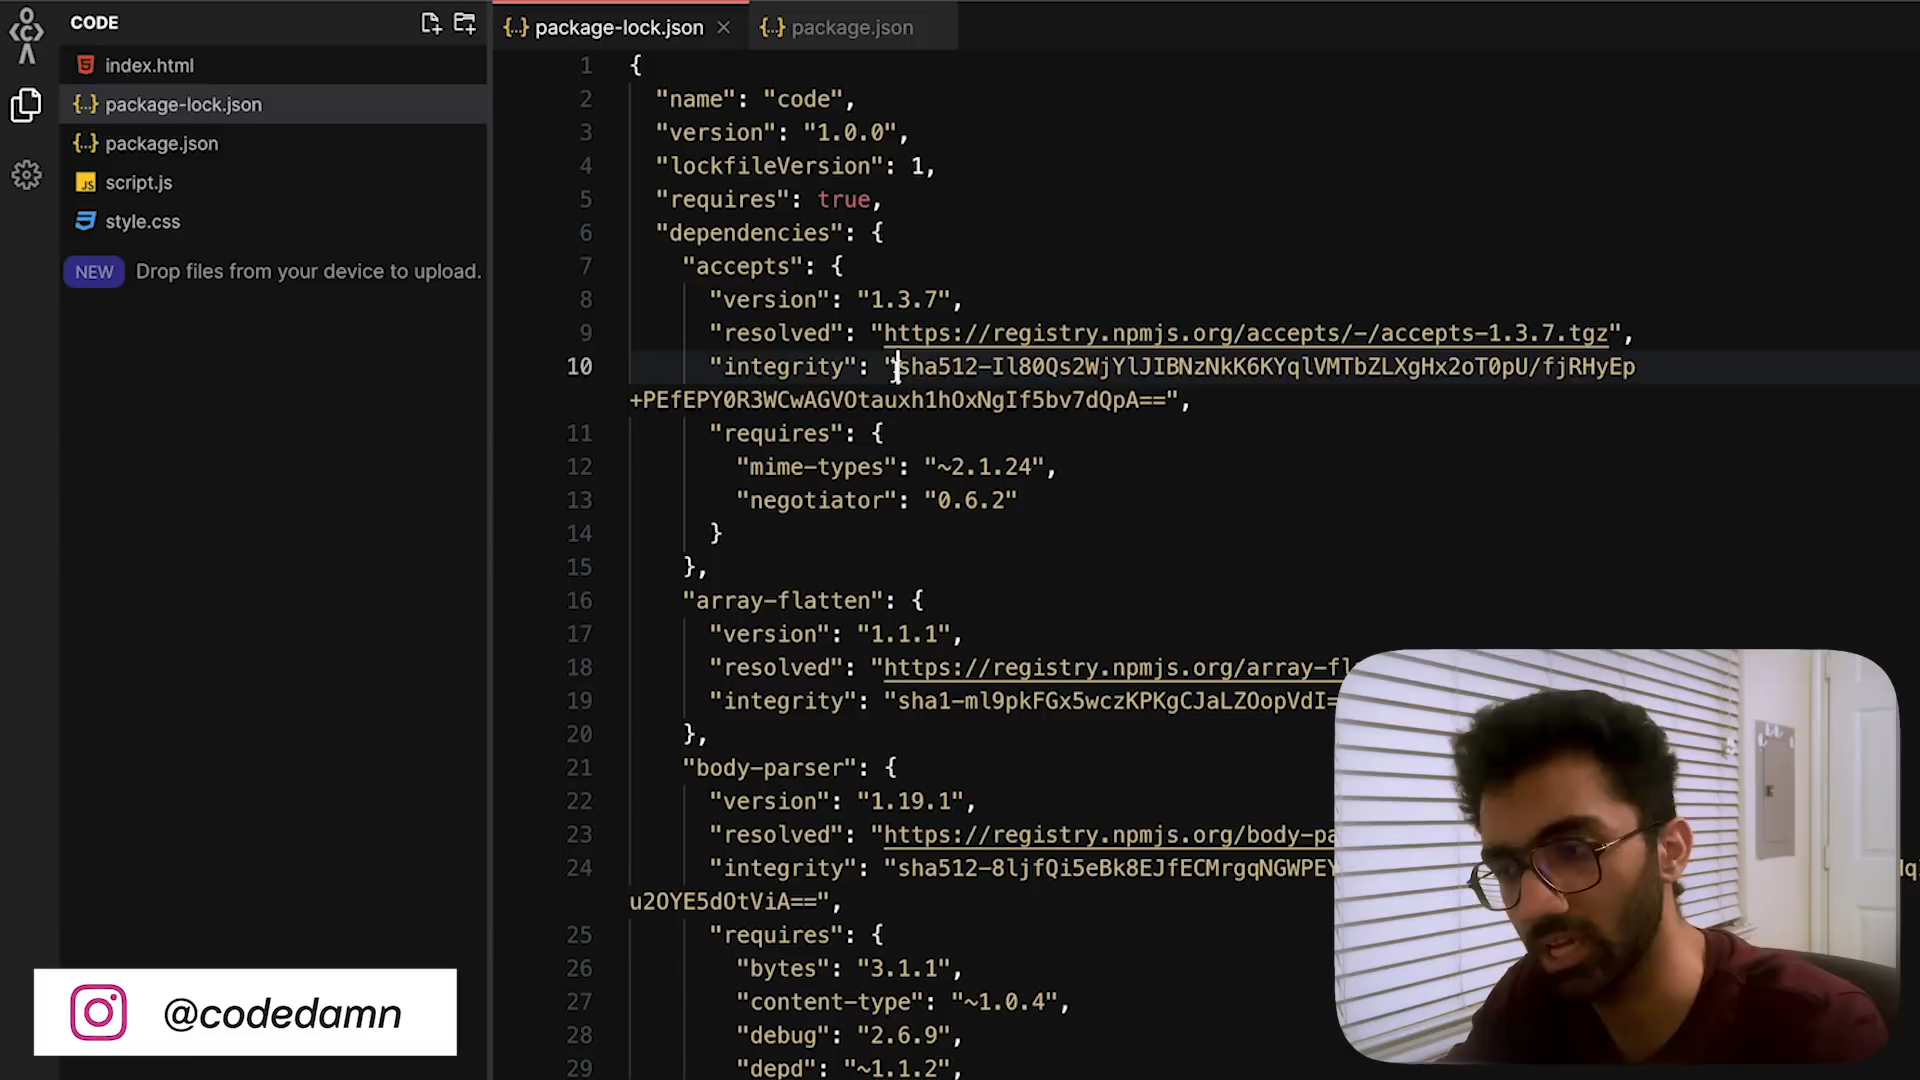 CODE
index.html
package-lock.json
package.json
script.js
style.css
NEW Drop files from your device to upload.
package-lock.json
package.json
1 {
2 "name": "code",
3 "version": "1.0.0",
4 "lockfileVersion": 1,
5 "requires": true,
6 "dependencies": {
7 "accepts": {
8 "version": "1.3.7",
9 "resolved": "https://registry.npmjs.org/accepts/-/accepts-1.3.7.tgz",
10 "integrity": "sha512-Il80Qs2WjYlJIBNzNkK6KYqlVMTbZLXgHx2oT0pU/fjRHyEp
+PEfEPY0R3WCwAGVOtauxh1hOxNgIf5bv7dQpA==",
11 "requires": {
12 "mime-types": "~2.1.24",
13 "negotiator": "0.6.2"
14 }
15 },
16 "array-flatten": {
17 "version": "1.1.1",
18 "resolved": "https://registry.npmjs.org/array-fl
19 "integrity": "sha1-ml9pkFGx5wczKPKgCJaLZOopVdI=
20 },
21 "body-parser": {
22 "version": "1.19.1",
23 "resolved": "https://registry.npmjs.org/body-pa
24 "integrity": "sha512-8ljfQi5eBk8EJfECMrgqNGWPEY
u2OYE5dOtViA==",
25 "requires": {
26 "bytes": "3.1.1",
27 "content-type": "~1.0.4",
28 "debug": "2.6.9",
29 "depd": "~1.1.2",
@codedamn